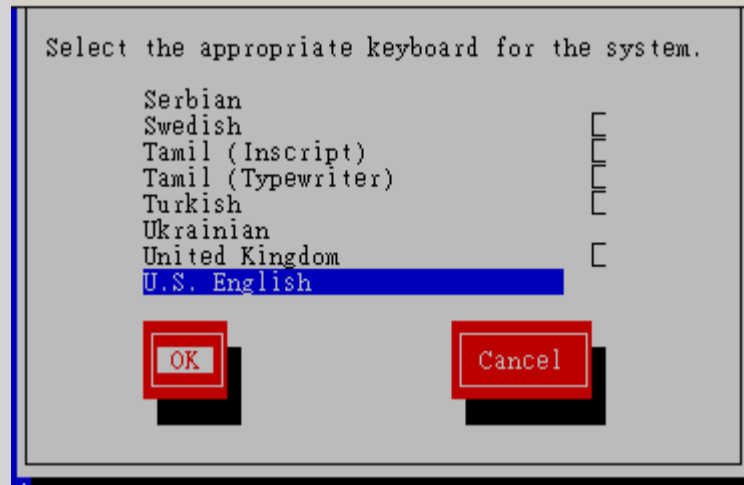 Select the appropriate keyboard for the system.
Serbian
Swedish
Tamil (Inscript)
Tamil (Typewriter)
Turkish
Ukrainian
United Kingdom
U.S. English
OK
Cancel